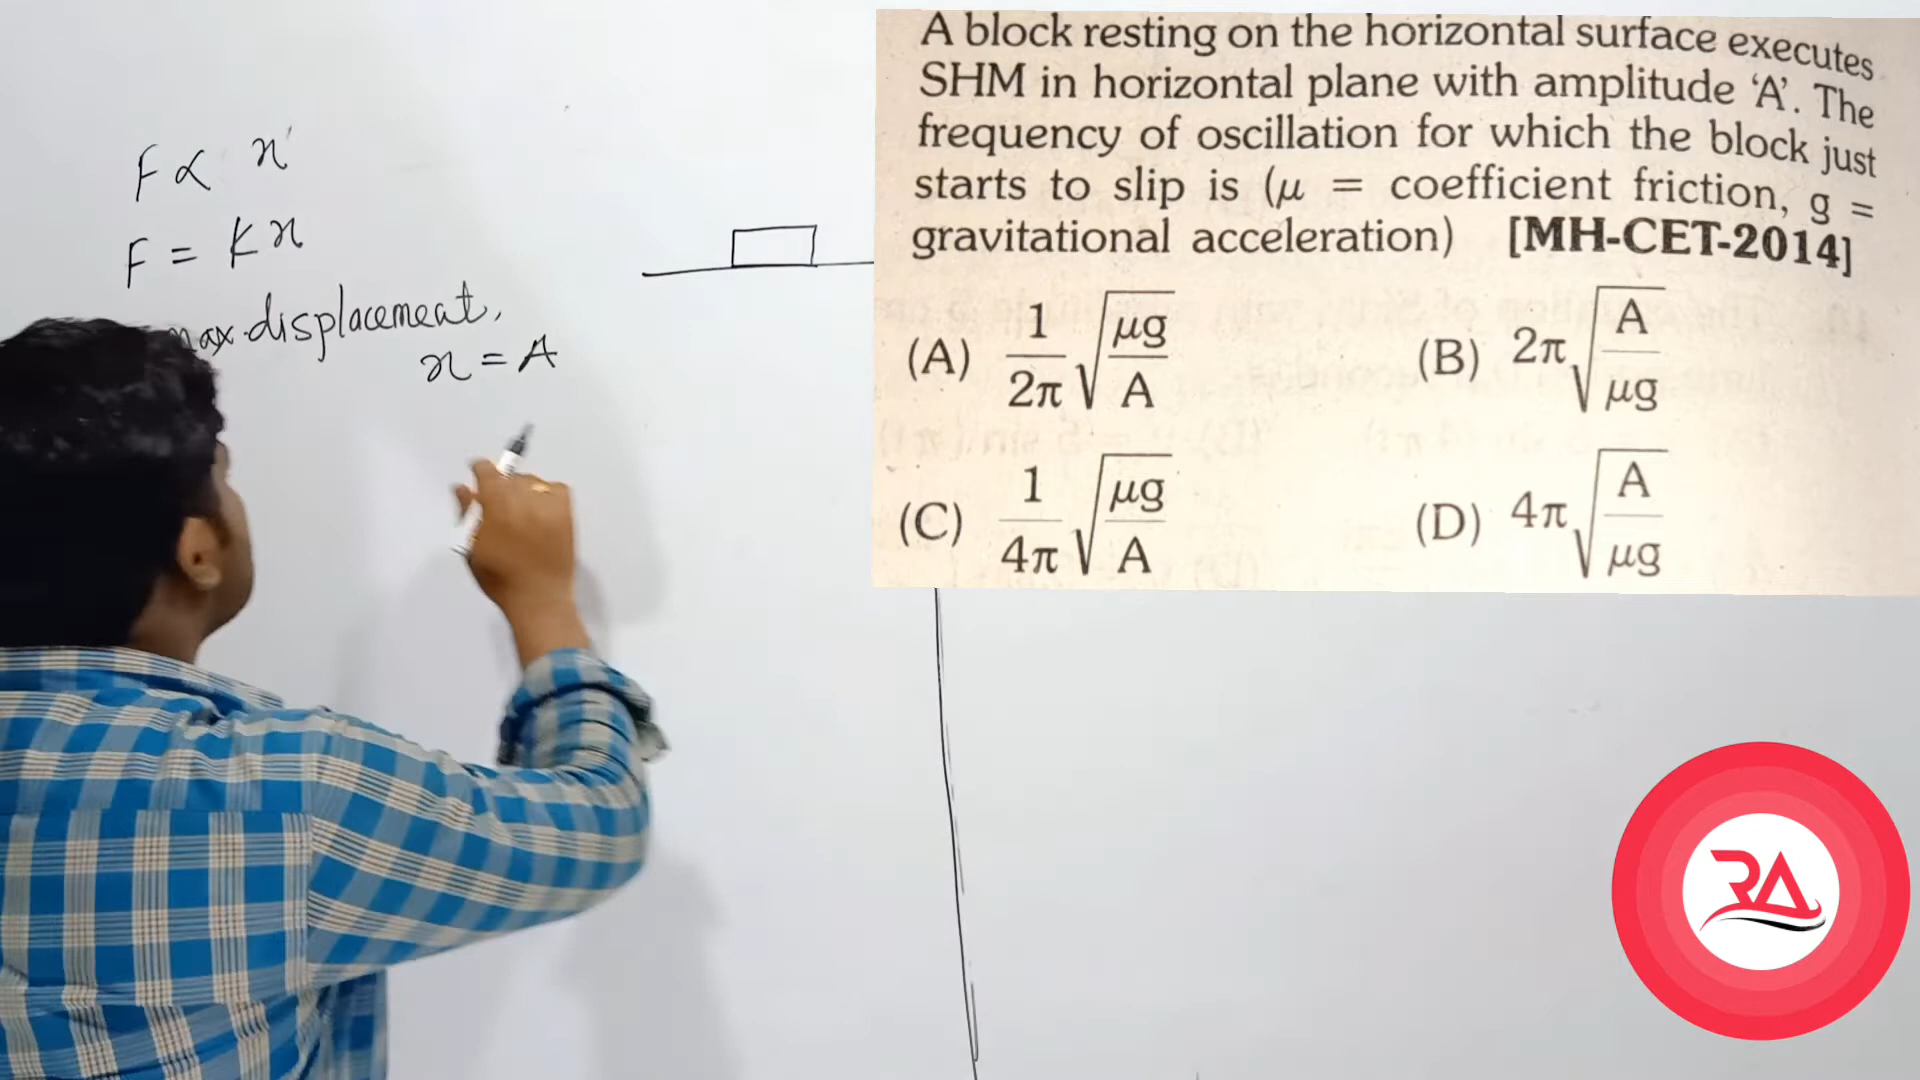 F ∝ x
F = Kx
max. displacement,
x = A
A block resting on the horizontal surface executes
SHM in horizontal plane with amplitude ‘A’. The
frequency of oscillation for which the block just
starts to slip is (μ = coefficient friction, g =
gravitational acceleration) [MH-CET-2014]
(A) 1/2π √(μg/A) (B) 2π √(A/μg)
(C) 1/4π √(μg/A) (D) 4π √(A/μg)
RA